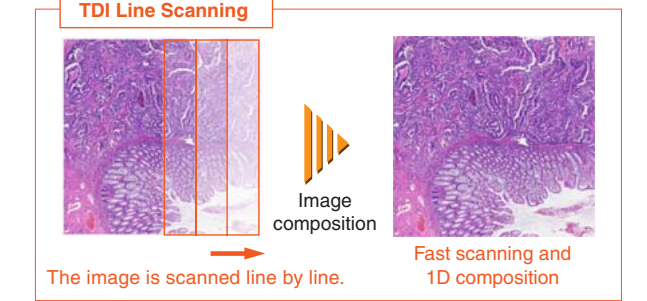 TDI Line Scanning
Image
composition
The image is scanned line by line.
Fast scanning and
1D composition